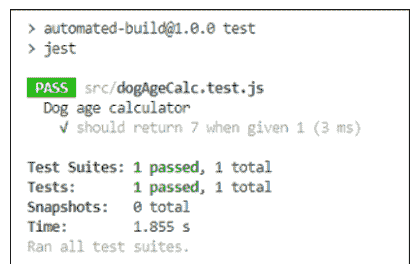 > automated-build@1.0.0 test
> jest
PASS src/dogAgeCalc.test.js
Dog age calculator
√ should return 7 when given 1 (3 ms)
Test Suites: 1 passed, 1 total
Tests: 1 passed, 1 total
Snapshots: 0 total
Time: 1.855 s
Ran all test suites.